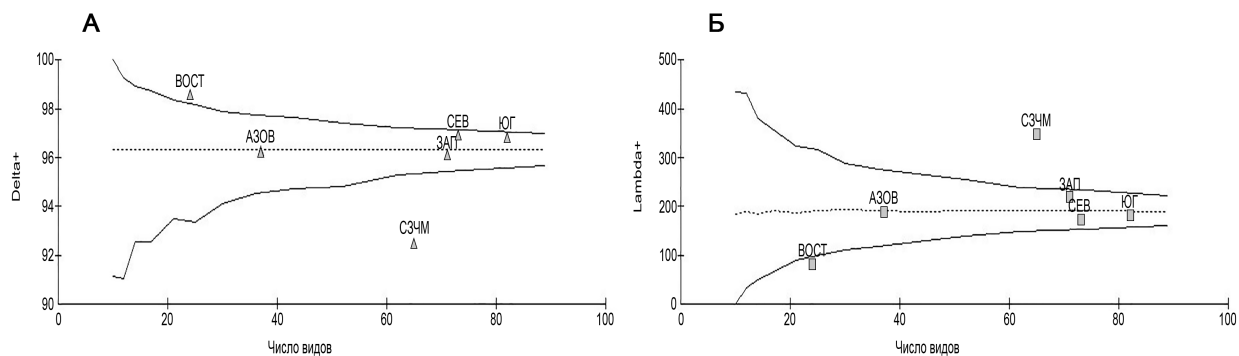 А
Б
100
98
96
94
92
90
Delta+
ВОСТ
АЗОВ
СЕВ
ЮГ
ЗАП
СЗЧМ
0
20
40
60
80
100
Число видов
500
400
300
200
100
0
Lambda+
СЗЧМ
ЗАП
АЗОВ
СЕВ
ЮГ
ВОСТ
0
20
40
60
80
100
Число видов